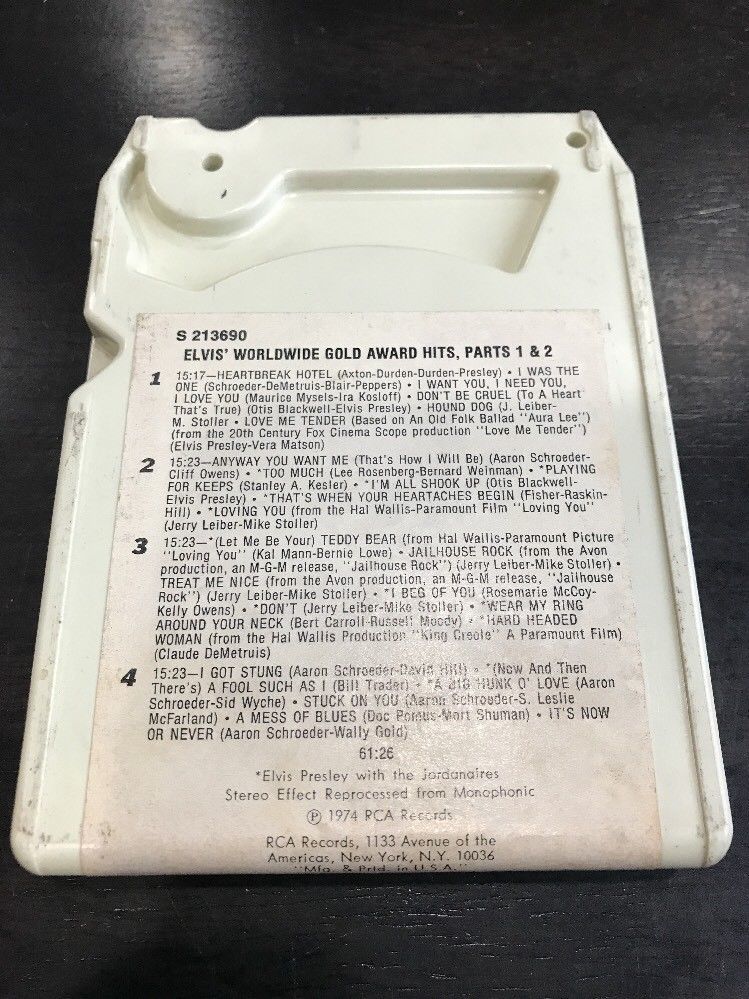 S 213690
ELVIS' WORLDWIDE GOLD AWARD HITS, PARTS 1 & 2
1 15:17—HEARTBREAK HOTEL (Axton-Durden-Durden-Presley) • I WAS THE
ONE (Schroeder-DeMetruis-Blair-Peppers) • I WANT YOU, I NEED YOU,
I LOVE YOU (Maurice Mysels-Ira Kosloff) • DON'T BE CRUEL (To A Heart
That's True) (Otis Blackwell-Elvis Presley) • HOUND DOG (J. Leiber-
M. Stoller • LOVE ME TENDER (Based on An Old Folk Ballad "Aura Lee")
(from the 20th Century Fox Cinema Scope production "Love Me Tender")
(Elvis Presley-Vera Matson)
2 15:23—ANYWAY YOU WANT ME (That's How I Will Be) (Aaron Schroeder-
Cliff Owens) • *TOO MUCH (Lee Rosenberg-Bernard Weinman) • *PLAYING
FOR KEEPS (Stanley A. Kesler) • *I'M ALL SHOOK UP (Otis Blackwell-
Elvis Presley) • *THAT'S WHEN YOUR HEARTACHES BEGIN (Fisher-Raskin-
Hill) • *LOVING YOU (from the Hal Wallis-Paramount Film "Loving You")
(Jerry Leiber-Mike Stoller)
3 15:23—*(Let Me Be Your) TEDDY BEAR (from Hal Wallis-Paramount Picture
"Loving You" (Kal Mann-Bernie Lowe) • JAILHOUSE ROCK (from the Avon
production, an M-G-M release, "Jailhouse Rock") (Jerry Leiber-Mike Stoller) •
TREAT ME NICE (from the Avon production, an M-G-M release, "Jailhouse
Rock") (Jerry Leiber-Mike Stoller) • *I BEG OF YOU (Rosemarie McCoy-
Kelly Owens) • *DON'T (Jerry Leiber-Mike Stoller) • *WEAR MY RING
AROUND YOUR NECK (Bert Carroll-Russell Moody) • *HARD HEADED
WOMAN (from the Hal Wallis Production "King Creole" A Paramount Film)
(Claude DeMetruis)
4 15:23—I GOT STUNG (Aaron Schroeder-David Hill) • *(Now And Then
There's) A FOOL SUCH AS I (Bill Trader) • *A BIG HUNK O' LOVE (Aaron
Schroeder-Sid Wyche) • STUCK ON YOU (Aaron Schroeder-S. Leslie
McFarland) • A MESS OF BLUES (Doc Pomus-Mort Shuman) • IT'S NOW
OR NEVER (Aaron Schroeder-Wally Gold)
61:26
*Elvis Presley with the Jordanaires
Stereo Effect Reprocessed from Monophonic
Ⓟ 1974 RCA Records
RCA Records, 1133 Avenue of the
Americas, New York, N.Y. 10036
"Mfg. & Prtd. in U.S.A."